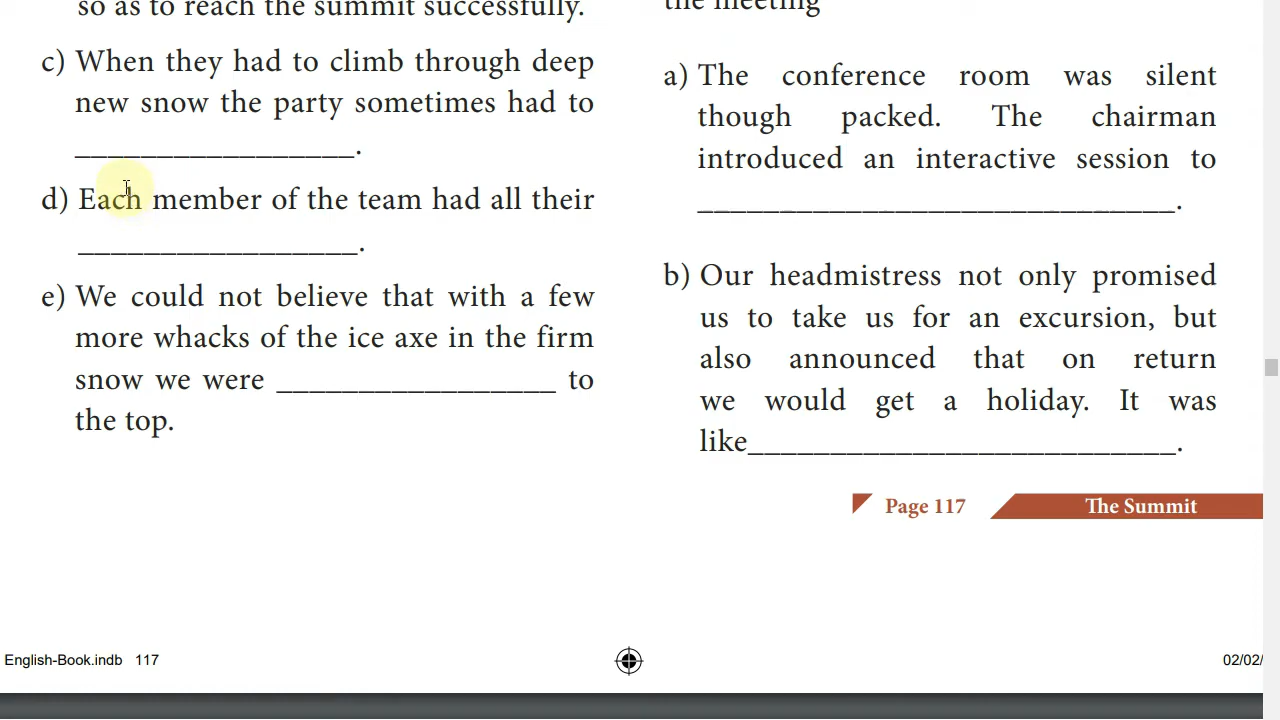 so as to reach the summit successfully.
c) When they had to climb through deep
new snow the party sometimes had to
_________________.
d) Each member of the team had all their
_________________.
e) We could not believe that with a few
more whacks of the ice axe in the firm
snow we were _________________ to
the top.
the meeting
a) The conference room was silent
though packed. The chairman
introduced an interactive session to
_____________________________.
b) Our headmistress not only promised
us to take us for an excursion, but
also announced that on return
we would get a holiday. It was
like__________________________.
Page 117
The Summit
English-Book.indb 117
02/02/